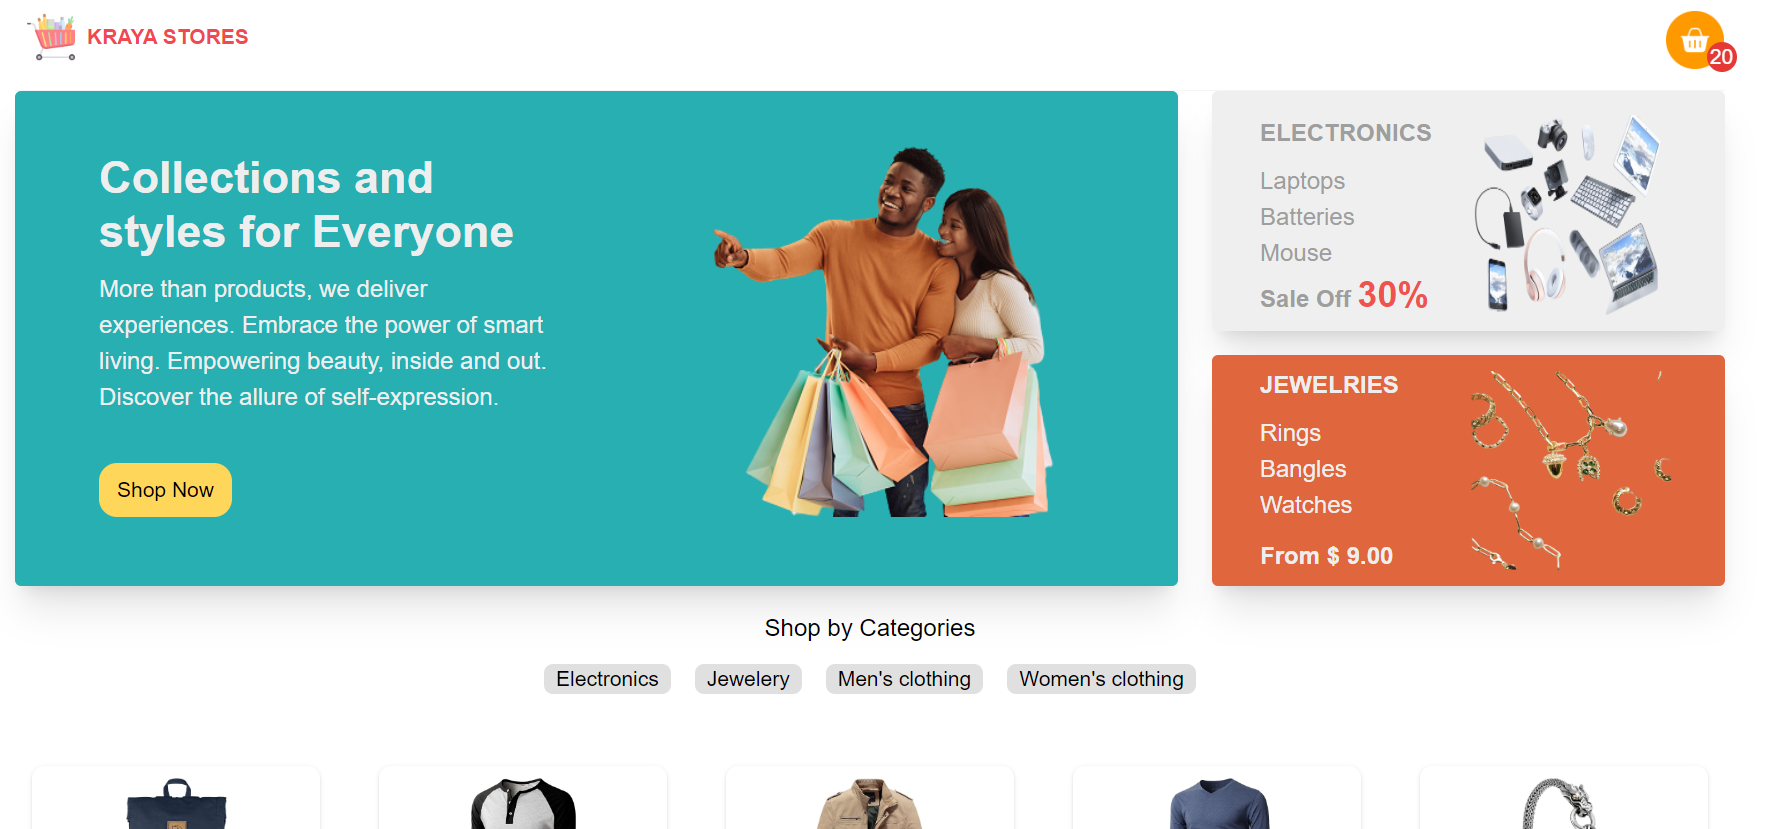 KRAYA STORES
20
Collections and
styles for Everyone
More than products, we deliver
experiences. Embrace the power of smart
living. Empowering beauty, inside and out.
Discover the allure of self-expression.
Shop Now
ELECTRONICS
Laptops
Batteries
Mouse
Sale Off 30%
JEWELRIES
Rings
Bangles
Watches
From $ 9.00
Shop by Categories
Electronics
Jewelery
Men's clothing
Women's clothing